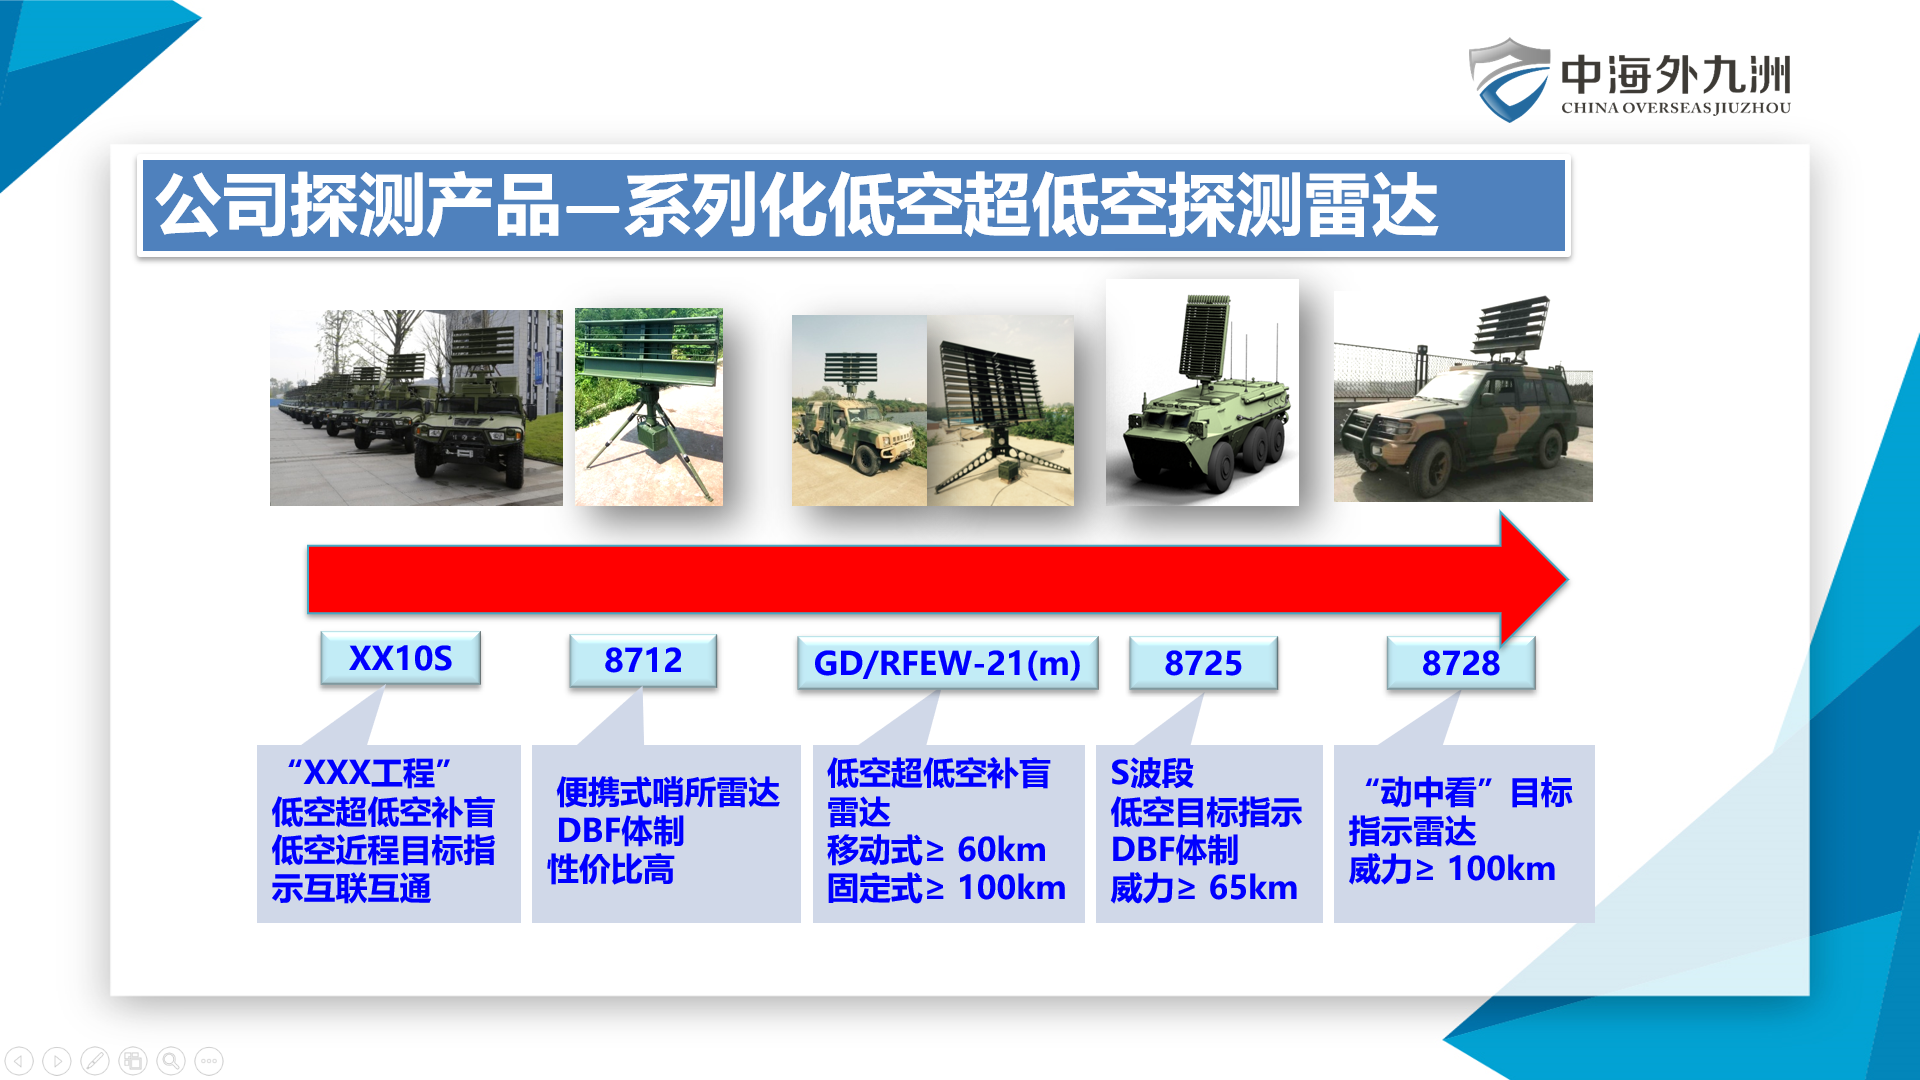 中海外九洲
CHINA OVERSEAS JIUZHOU
公司探测产品—系列化低空超低空探测雷达
XX10S
8712
GD/RFEW-21(m)
8725
8728
“XXX工程”
低空超低空补盲
低空近程目标指
示互联互通
便携式哨所雷达
DBF体制
性价比高
低空超低空补盲
雷达
移动式≥ 60km
固定式≥ 100km
S波段
低空目标指示
DBF体制
威力≥ 65km
“动中看”目标
指示雷达
威力≥ 100km